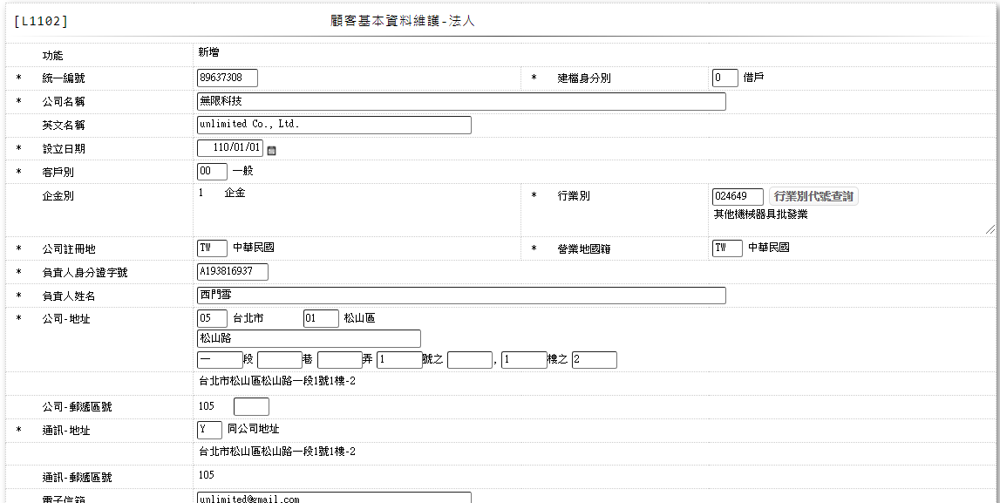 [L1102] 顧客基本資料維護-法人
功能 新增
* 統一編號 89637308 * 建檔身分別 0 借戶
* 公司名稱 無限科技
英文名稱 unlimited Co., Ltd.
* 設立日期 110/01/01
* 客戶別 00 一般
企金別 1 企金 * 行業別 024649 行業別代號查詢
其他機械器具批發業
* 公司註冊地 TW 中華民國 * 營業地國籍 TW 中華民國
* 負責人身分證字號 A193816937
* 負責人姓名 西門雪
* 公司-地址 05 台北市 01 松山區
松山路
一 段 巷 弄 1 號之 , 1 樓之 2
台北市松山區松山路一段1號1樓-2
公司-郵遞區號 105
* 通訊-地址 Y 同公司地址
台北市松山區松山路一段1號1樓-2
通訊-郵遞區號 105
電子信箱 unlimited@gmail.com